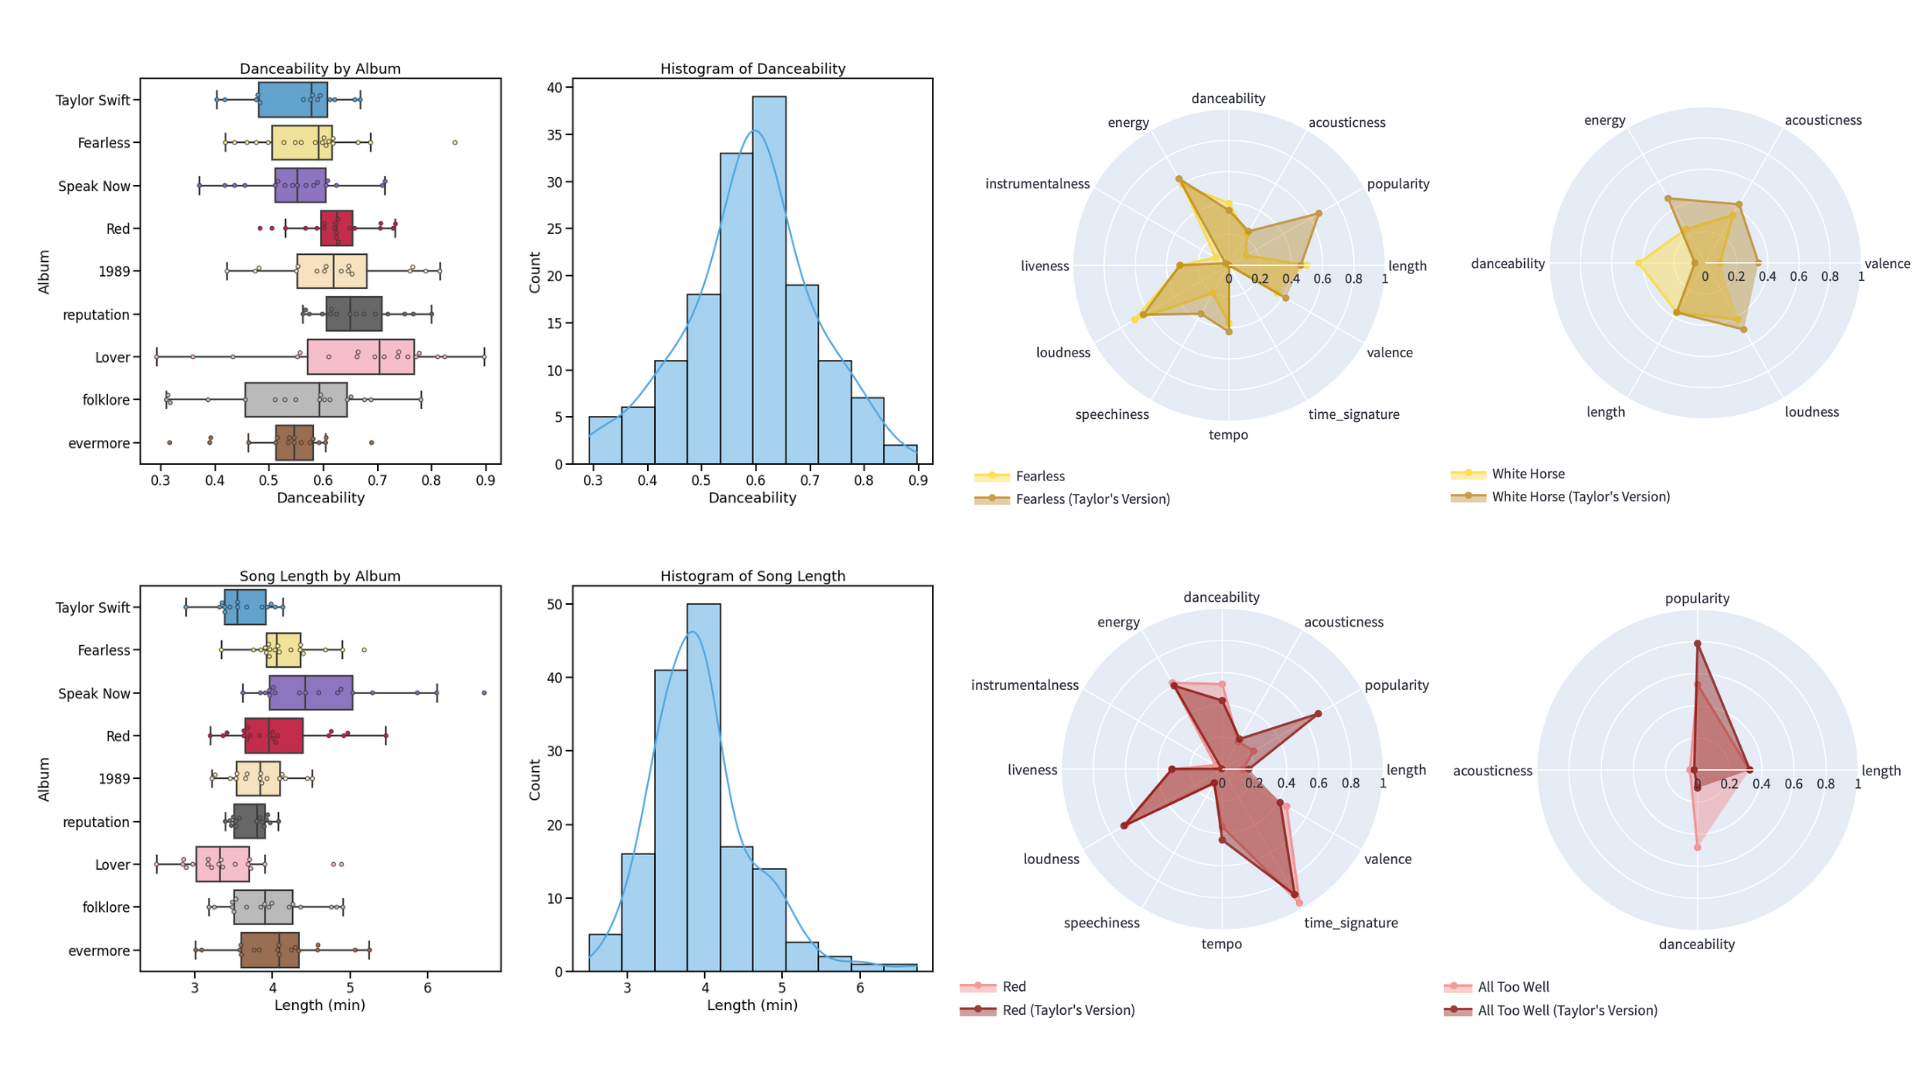 Danceability by Album
Album
Taylor Swift
Fearless
Speak Now
Red
1989
reputation
Lover
folklore
evermore
0.3 0.4 0.5 0.6 0.7 0.8 0.9
Danceability
Histogram of Danceability
Count
40
35
30
25
20
15
10
5
0
0.3 0.4 0.5 0.6 0.7 0.8 0.9
Danceability
danceability
energy acousticness
instrumentalness popularity
liveness length
0 0.2 0.4 0.6 0.8 1
loudness valence
speechiness time_signature
tempo
Fearless
Fearless (Taylor's Version)
energy acousticness
danceability valence
0 0.2 0.4 0.6 0.8 1
length loudness
White Horse
White Horse (Taylor's Version)
Song Length by Album
Album
Taylor Swift
Fearless
Speak Now
Red
1989
reputation
Lover
folklore
evermore
3 4 5 6
Length (min)
Histogram of Song Length
Count
50
40
30
20
10
0
3 4 5 6
Length (min)
danceability
energy acousticness
instrumentalness popularity
liveness length
0 0.2 0.4 0.6 0.8 1
loudness valence
speechiness time_signature
tempo
Red
Red (Taylor's Version)
popularity
acousticness length
0 0.2 0.4 0.6 0.8 1
danceability
All Too Well
All Too Well (Taylor's Version)